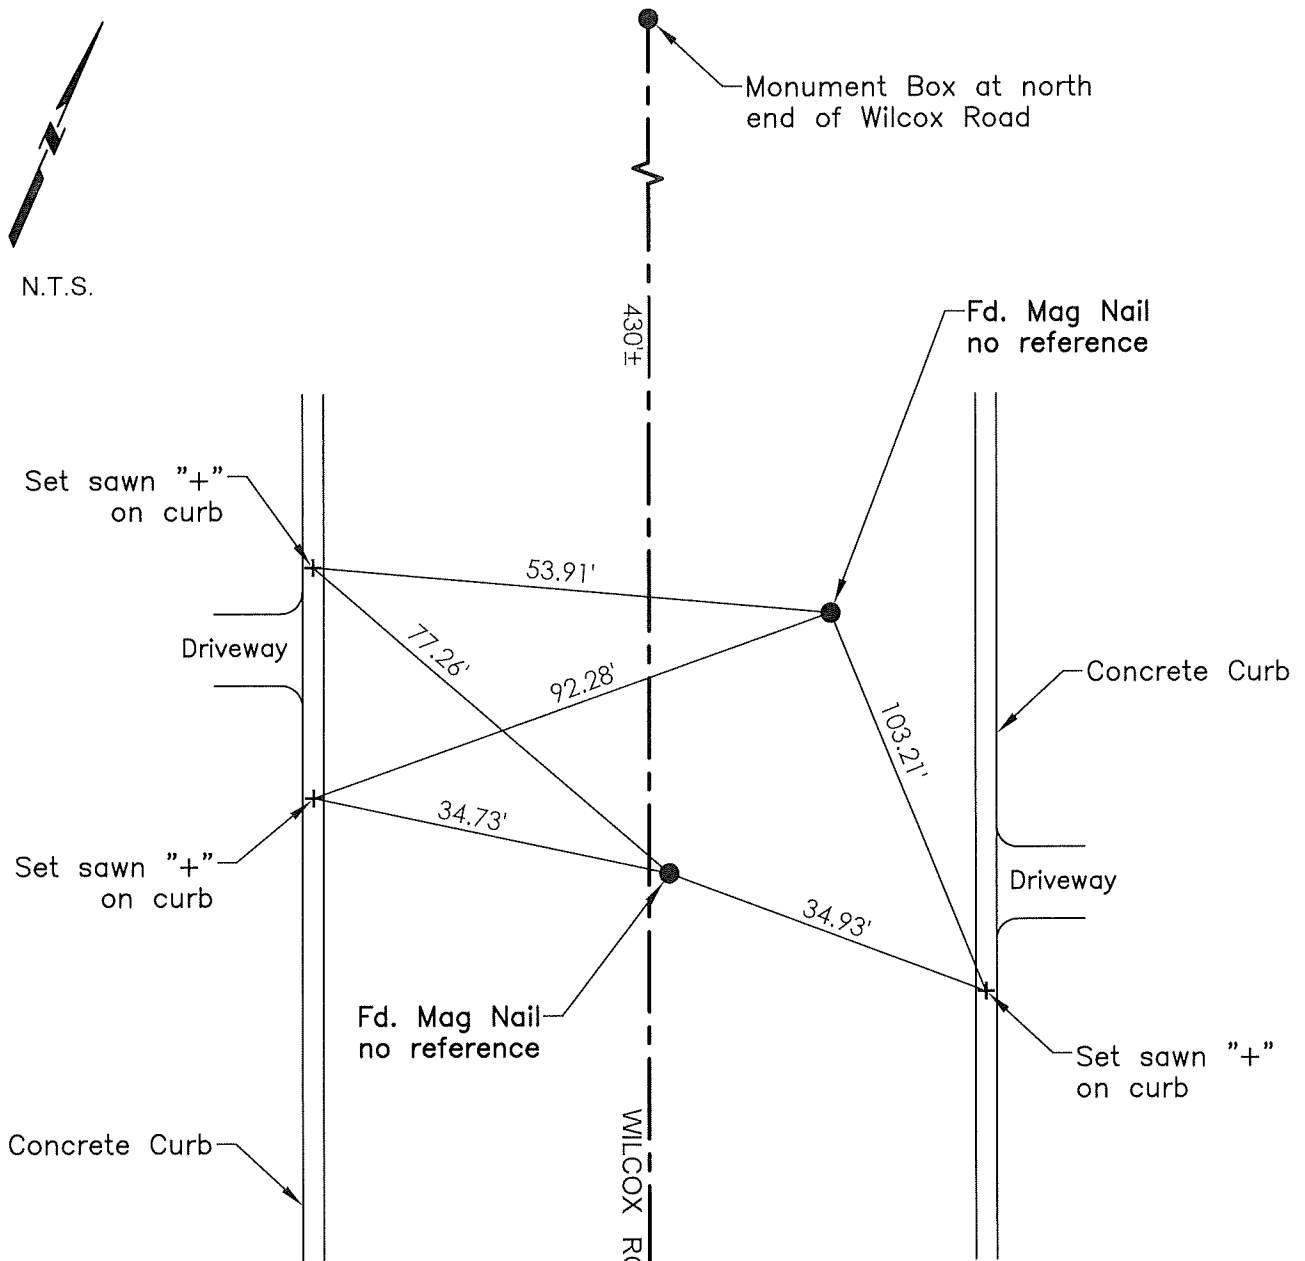 Monument Box at north
end of Wilcox Road
N.T.S.
430'±
Fd. Mag Nail
no reference
Set sawn "+"
on curb
53.91'
Driveway
77.26'
92.28'
103.21'
Concrete Curb
34.73'
Set sawn "+"
on curb
Driveway
34.93'
Fd. Mag Nail
no reference
Set sawn "+"
on curb
Concrete Curb
WILCOX